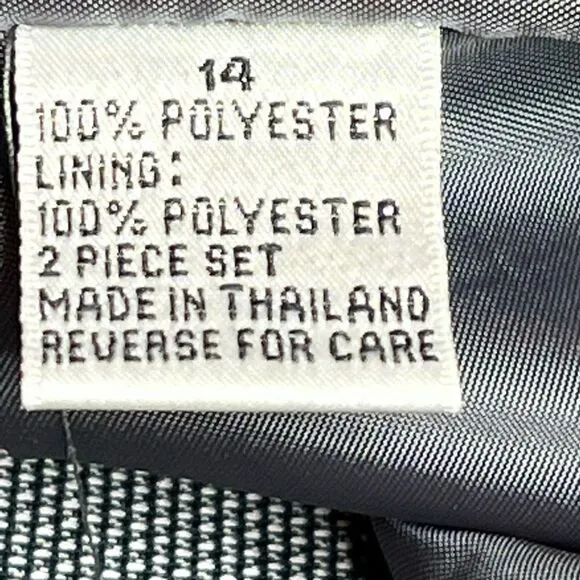 14
100% POLYESTER
LINING:
100% POLYESTER
2 PIECE SET
MADE IN THAILAND
REVERSE FOR CARE